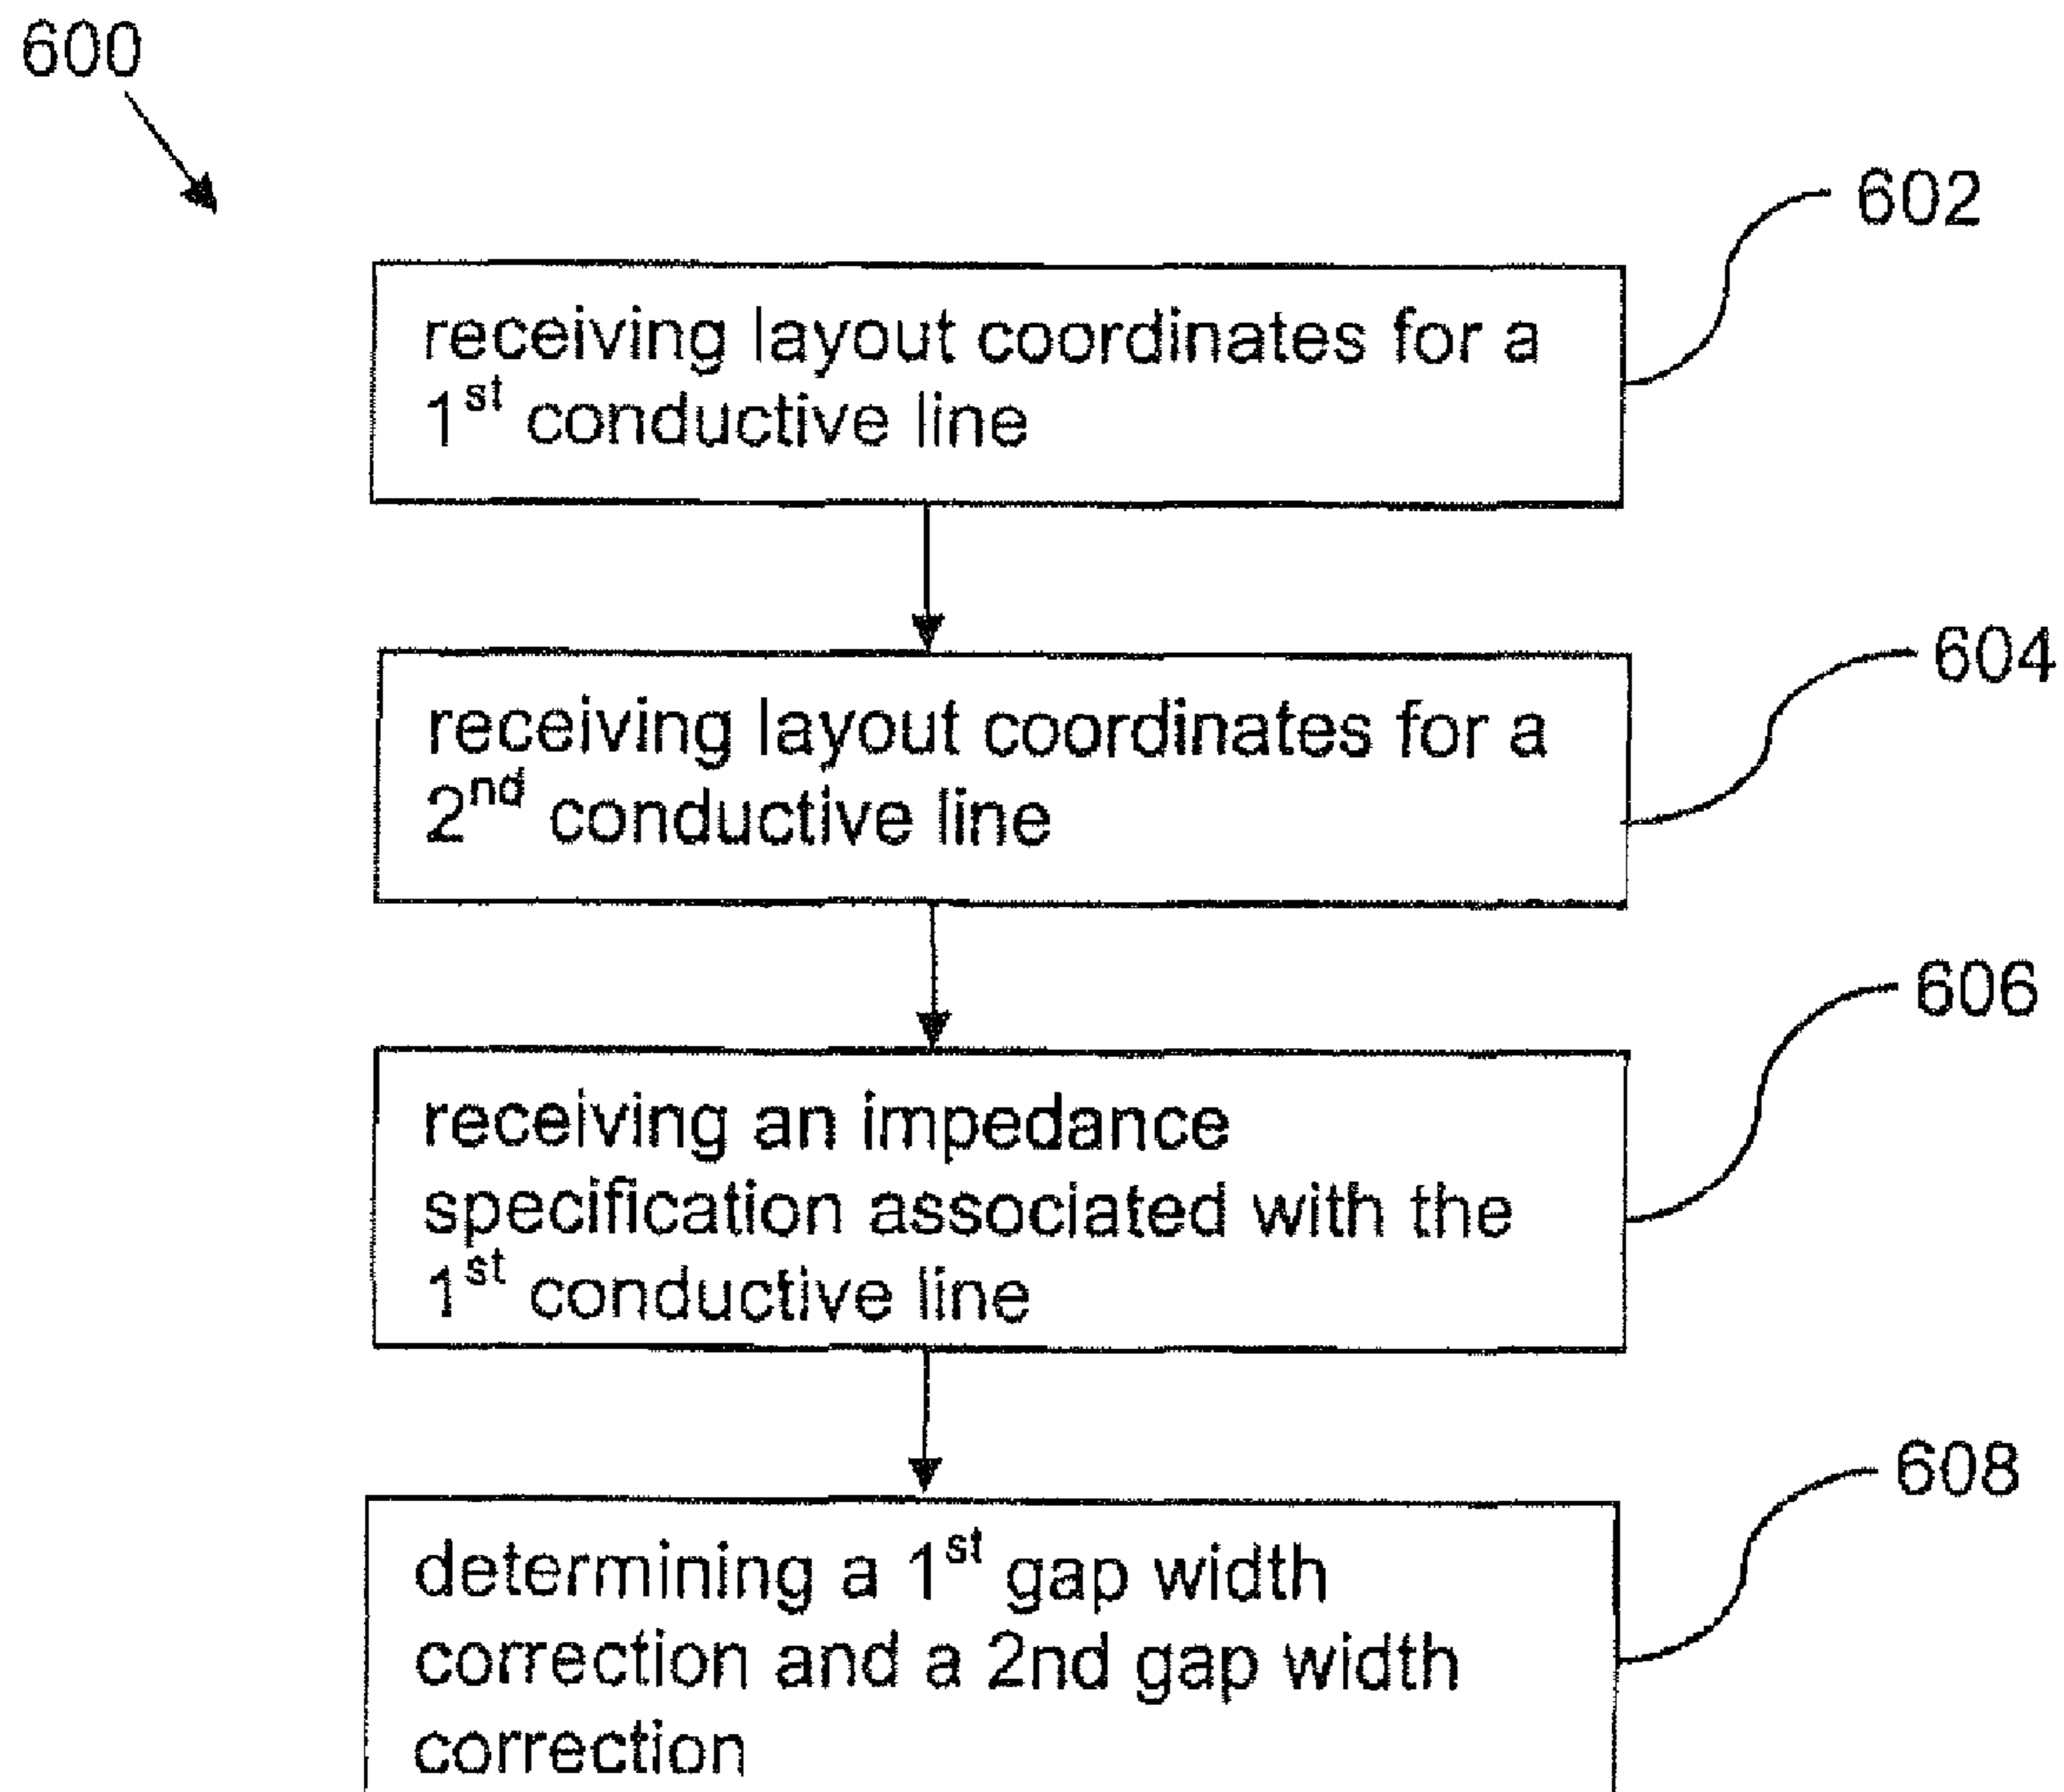 600
602
receiving layout coordinates for a
1st conductive line
604
receiving layout coordinates for a
2nd conductive line
606
receiving an impedance
specification associated with the
1st conductive line
608
determining a 1st gap width
correction and a 2nd gap width
correction